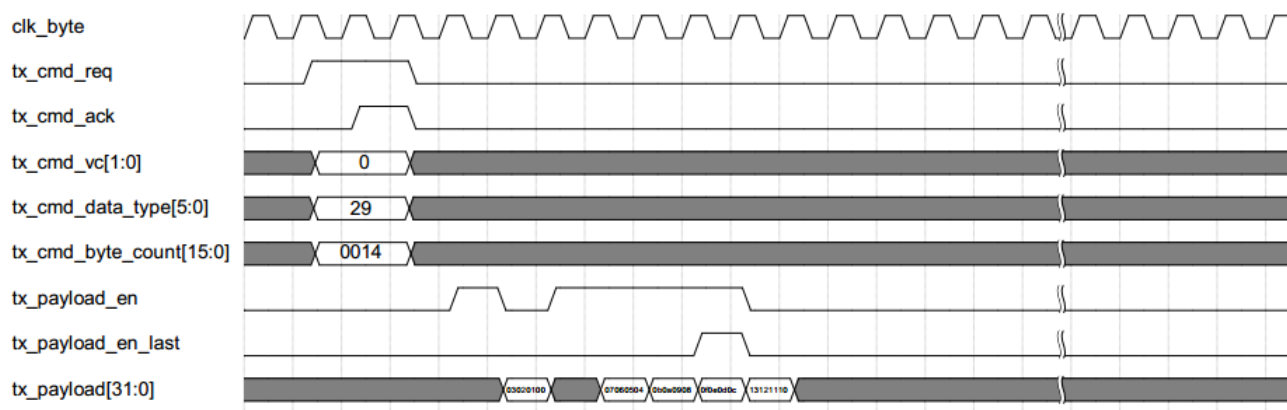 clk_byte
tx_cmd_req
tx_cmd_ack
tx_cmd_vc[1:0] 0
tx_cmd_data_type[5:0] 29
tx_cmd_byte_count[15:0] 0014
tx_payload_en
tx_payload_en_last
tx_payload[31:0] 03020100 07060504 0b0a0908 0f0e0d0c 13121110